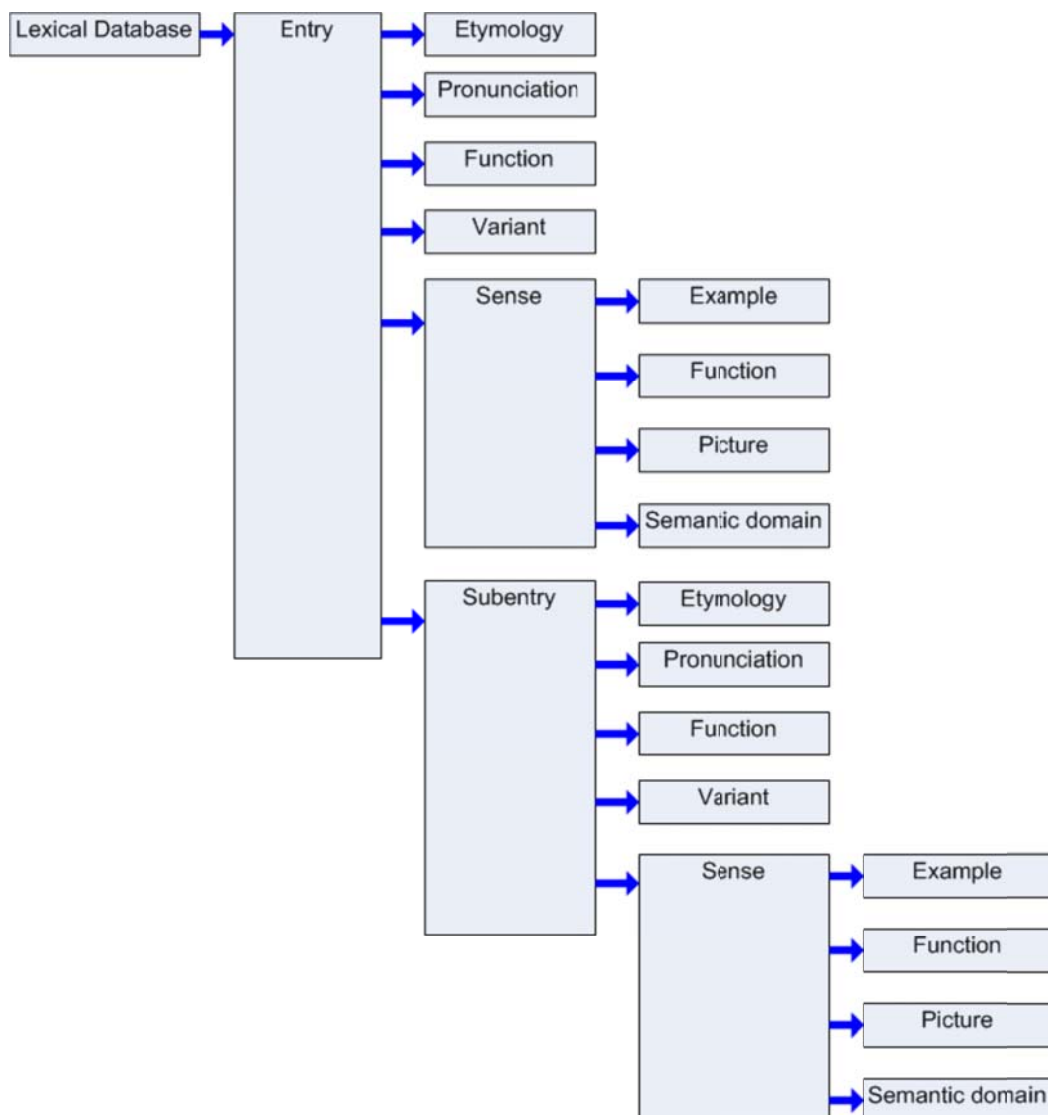 Lexical Database
Entry
Etymology
Pronunciation
Function
Variant
Sense
Example
Function
Picture
Semantic domain
Subentry
Etymology
Pronunciation
Function
Variant
Sense
Example
Function
Picture
Semantic domain